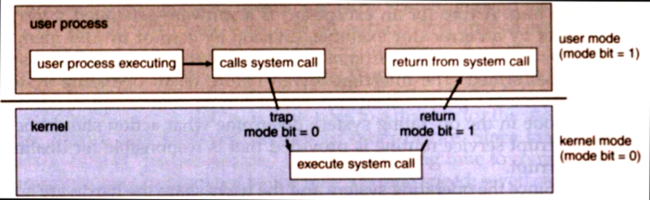 user process
user process executing
calls system call
return from system call
user mode
(mode bit = 1)
kernel
trap
mode bit = 0
return
mode bit = 1
execute system call
kernel mode
(mode bit = 0)